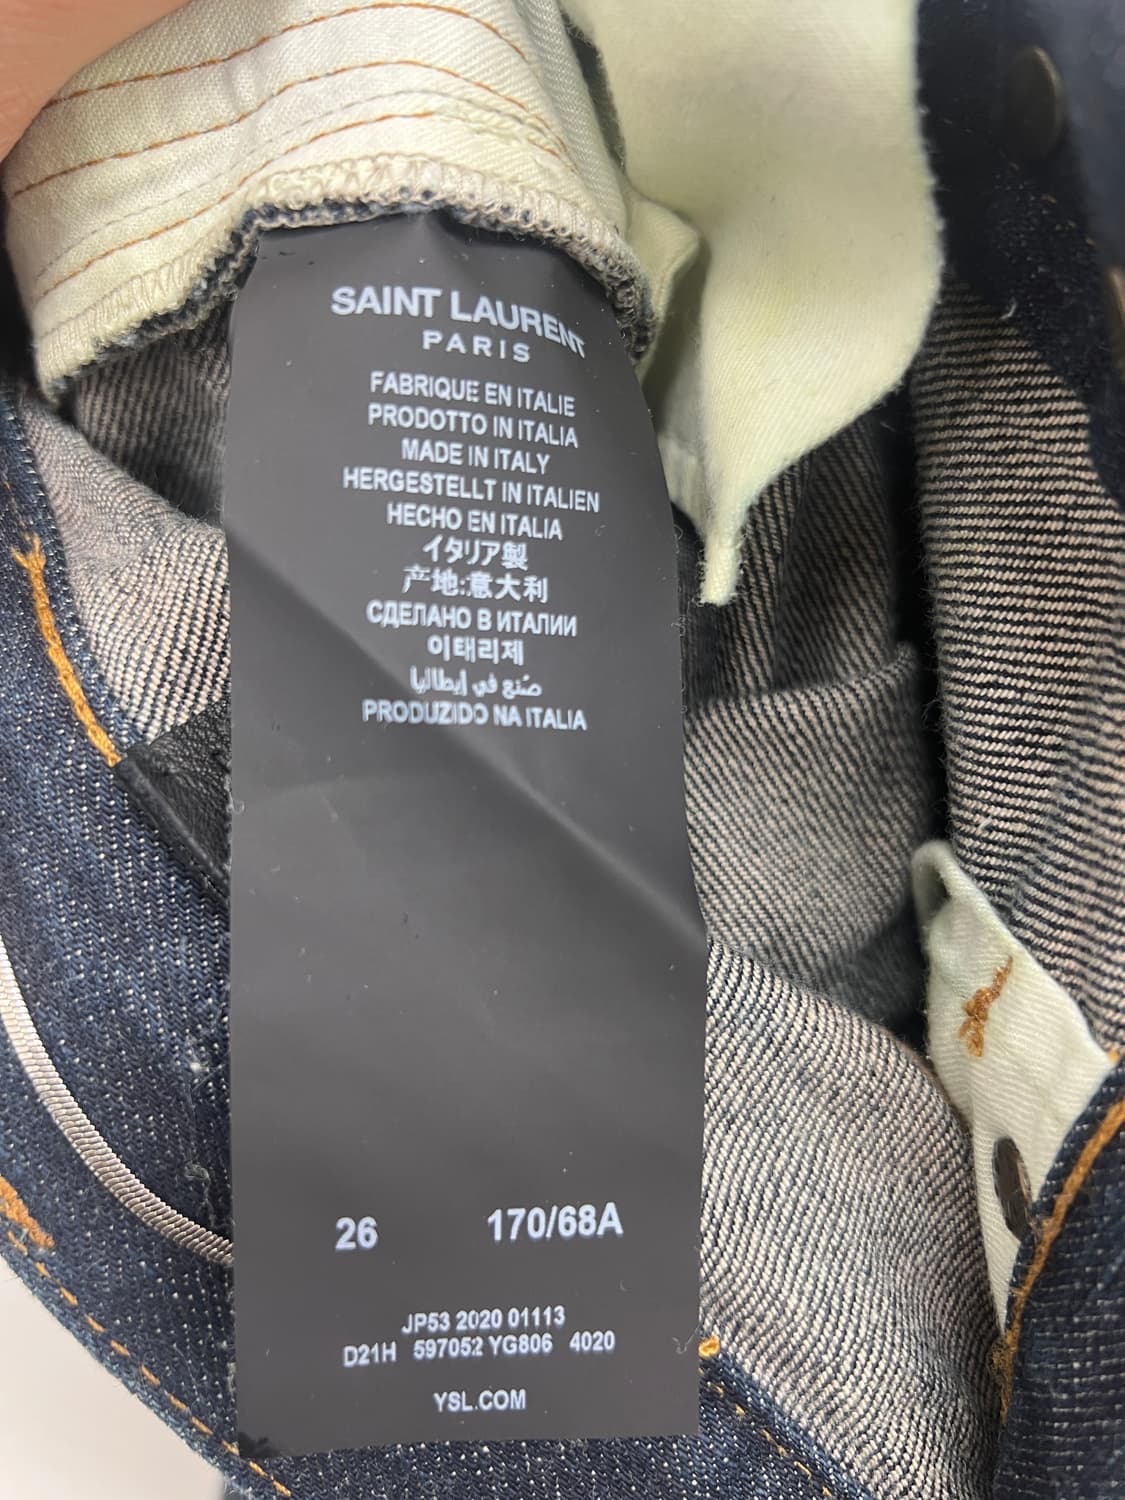 SAINT LAURENT
PARIS
FABRIQUE EN ITALIE
PRODOTTO IN ITALIA
MADE IN ITALY
HERGESTELLT IN ITALIEN
HECHO EN ITALIA
イタリア製
产地:意大利
СДЕЛАНО В ИТАЛИИ
이태리제
صنع في إيطاليا
PRODUZIDO NA ITALIA
26 170/68A
JP53 2020 01113
D21H 597052 YG806 4020
YSL.COM